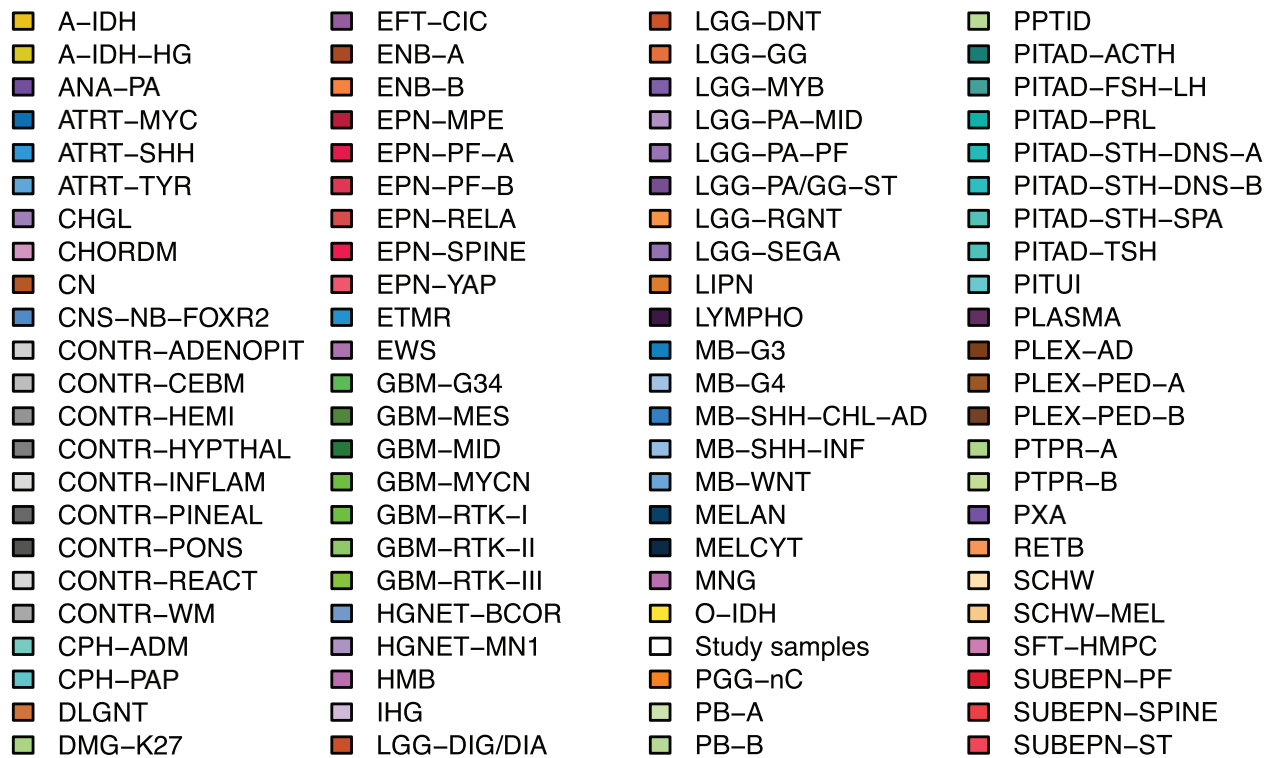 A–IDH
A–IDH–HG
ANA–PA
ATRT–MYC
ATRT–SHH
ATRT–TYR
CHGL
CHORDM
CN
CNS–NB–FOXR2
CONTR–ADENOPIT
CONTR–CEBM
CONTR–HEMI
CONTR–HYPTHAL
CONTR–INFLAM
CONTR–PINEAL
CONTR–PONS
CONTR–REACT
CONTR–WM
CPH–ADM
CPH–PAP
DLGNT
DMG–K27
EFT–CIC
ENB–A
ENB–B
EPN–MPE
EPN–PF–A
EPN–PF–B
EPN–RELA
EPN–SPINE
EPN–YAP
ETMR
EWS
GBM–G34
GBM–MES
GBM–MID
GBM–MYCN
GBM–RTK–I
GBM–RTK–II
GBM–RTK–III
HGNET–BCOR
HGNET–MN1
HMB
IHG
LGG–DIG/DIA
LGG–DNT
LGG–GG
LGG–MYB
LGG–PA–MID
LGG–PA–PF
LGG–PA/GG–ST
LGG–RGNT
LGG–SEGA
LIPN
LYMPHO
MB–G3
MB–G4
MB–SHH–CHL–AD
MB–SHH–INF
MB–WNT
MELAN
MELCYT
MNG
O–IDH
Study samples
PGG–nC
PB–A
PB–B
PPTID
PITAD–ACTH
PITAD–FSH–LH
PITAD–PRL
PITAD–STH–DNS–A
PITAD–STH–DNS–B
PITAD–STH–SPA
PITAD–TSH
PITUI
PLASMA
PLEX–AD
PLEX–PED–A
PLEX–PED–B
PTPR–A
PTPR–B
PXA
RETB
SCHW
SCHW–MEL
SFT–HMPC
SUBEPN–PF
SUBEPN–SPINE
SUBEPN–ST